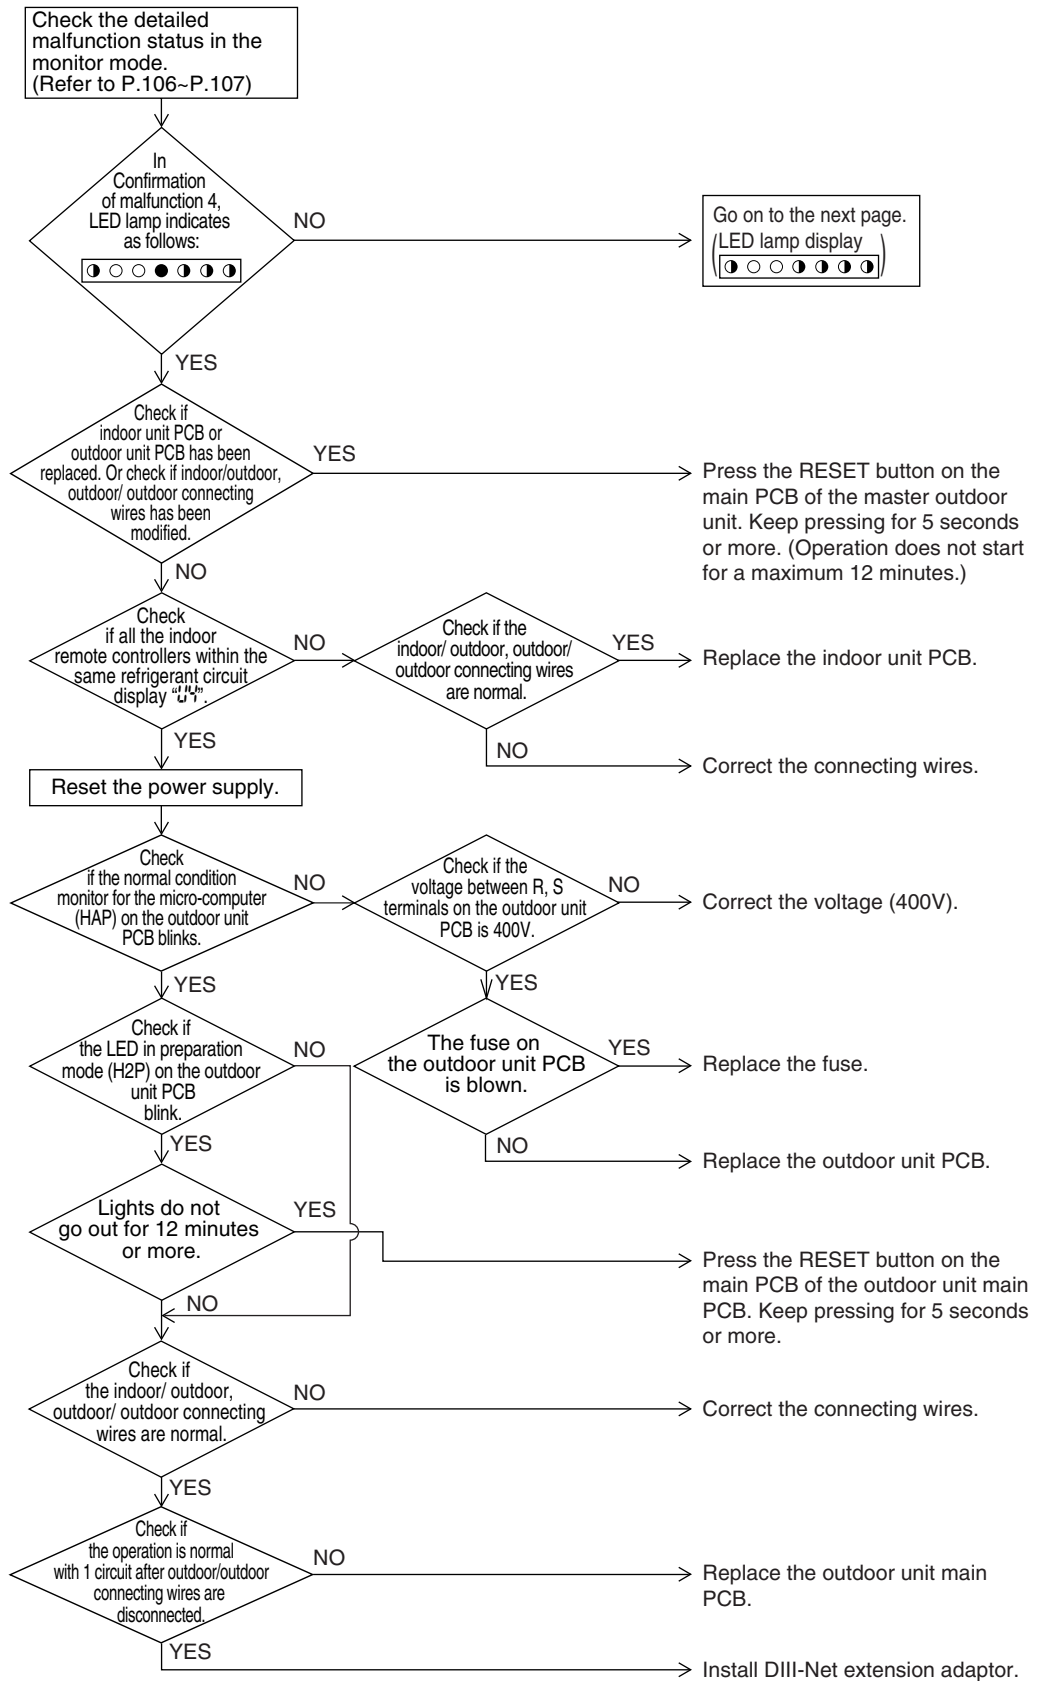 Check the detailed
malfunction status in the
monitor mode.
(Refer to P.106~P.107)
In
Confirmation
of malfunction 4,
LED lamp indicates
as follows:
NO
Go on to the next page.
LED lamp display
YES
Check if
indoor unit PCB or
outdoor unit PCB has been
replaced. Or check if indoor/outdoor,
outdoor/ outdoor connecting
wires has been
modified.
YES
Press the RESET button on the
main PCB of the master outdoor
unit. Keep pressing for 5 seconds
or more. (Operation does not start
for a maximum 12 minutes.)
NO
Check
if all the indoor
remote controllers within the
same refrigerant circuit
display “U4”.
NO
Check if the
indoor/ outdoor, outdoor/
outdoor connecting wires
are normal.
YES
Replace the indoor unit PCB.
NO
Correct the connecting wires.
YES
Reset the power supply.
Check
if the normal condition
monitor for the micro-computer
(HAP) on the outdoor unit
PCB blinks.
NO
Check if the
voltage between R, S
terminals on the outdoor unit
PCB is 400V.
NO
Correct the voltage (400V).
YES
YES
Check if
the LED in preparation
mode (H2P) on the outdoor
unit PCB
blink.
NO
The fuse on
the outdoor unit PCB
is blown.
YES
Replace the fuse.
NO
Replace the outdoor unit PCB.
YES
Lights do not
go out for 12 minutes
or more.
YES
Press the RESET button on the
main PCB of the outdoor unit main
PCB. Keep pressing for 5 seconds
or more.
NO
Check if
the indoor/ outdoor,
outdoor/ outdoor connecting
wires are normal.
NO
Correct the connecting wires.
YES
Check if
the operation is normal
with 1 circuit after outdoor/outdoor
connecting wires are
disconnected.
NO
Replace the outdoor unit main
PCB.
YES
Install DIII-Net extension adaptor.